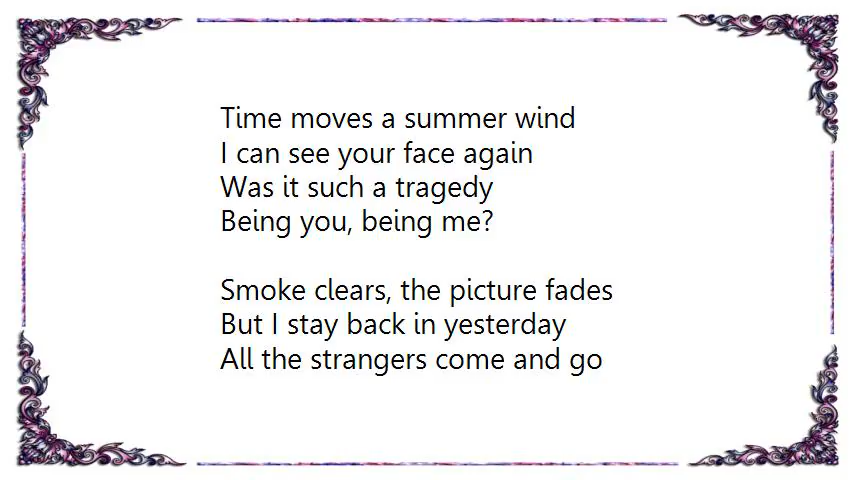 Time moves a summer wind
I can see your face again
Was it such a tragedy
Being you, being me?
Smoke clears, the picture fades
But I stay back in yesterday
All the strangers come and go